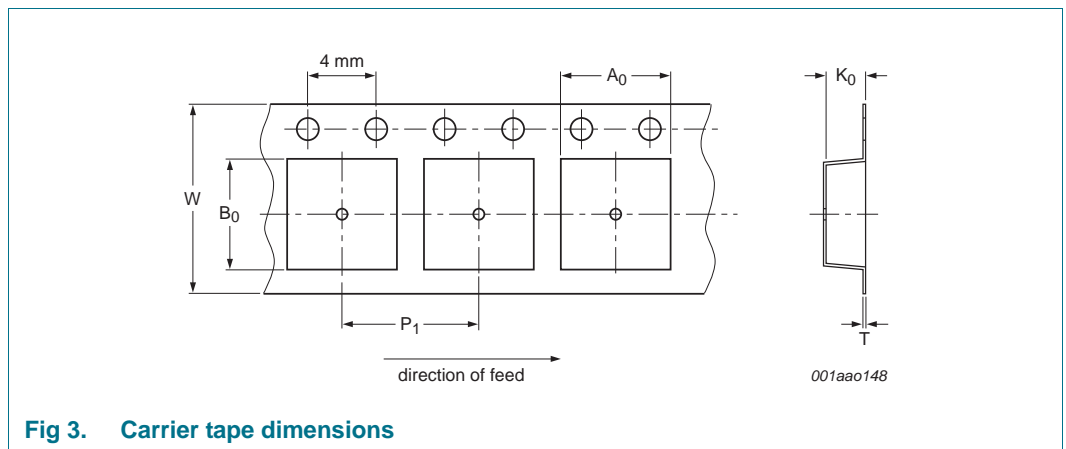 4 mm
A0
K0
W
B0
P1
T
direction of feed
001aao148
Fig 3. Carrier tape dimensions